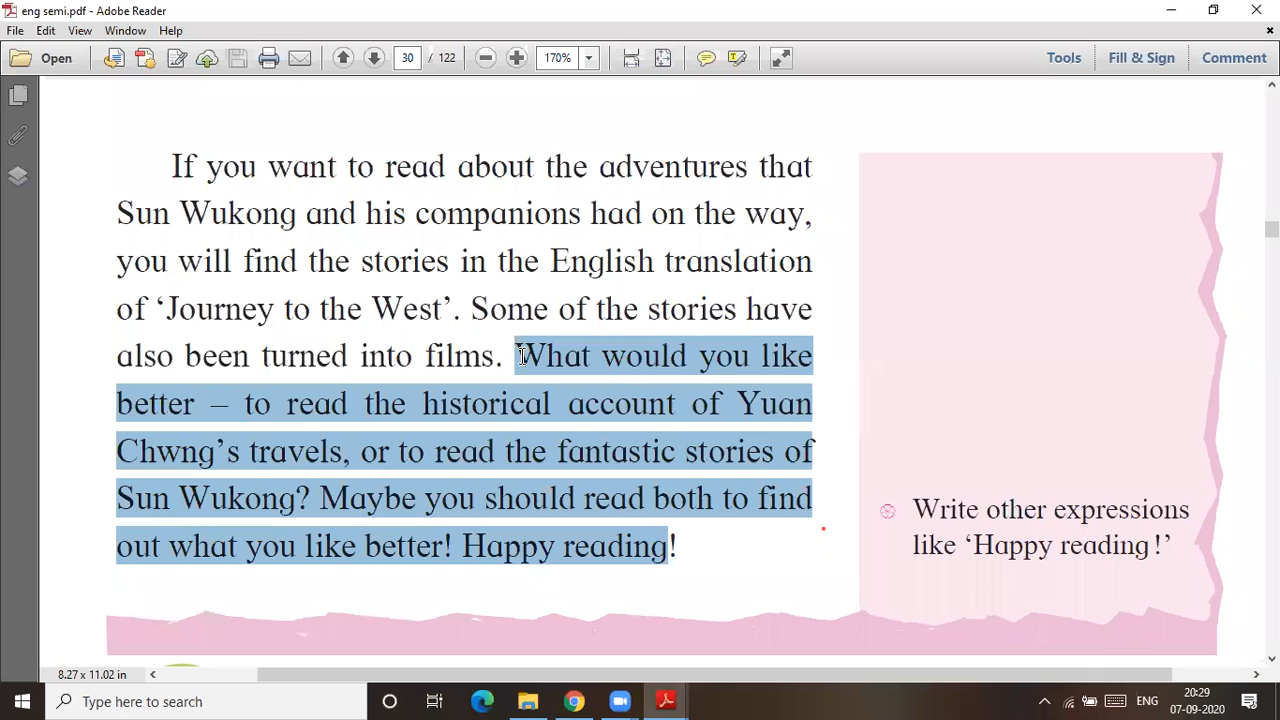 eng semi.pdf - Adobe Reader
File Edit View Window Help
Open 30 / 122 170% Tools Fill & Sign Comment
If you want to read about the adventures that
Sun Wukong and his companions had on the way,
you will find the stories in the English translation
of ‘Journey to the West’. Some of the stories have
also been turned into films. What would you like
better – to read the historical account of Yuan
Chwng’s travels, or to read the fantastic stories of
Sun Wukong? Maybe you should read both to find
out what you like better! Happy reading!
Write other expressions
like ‘Happy reading!’
8.27 x 11.02 in
Type here to search
ENG
20:29
07-09-2020